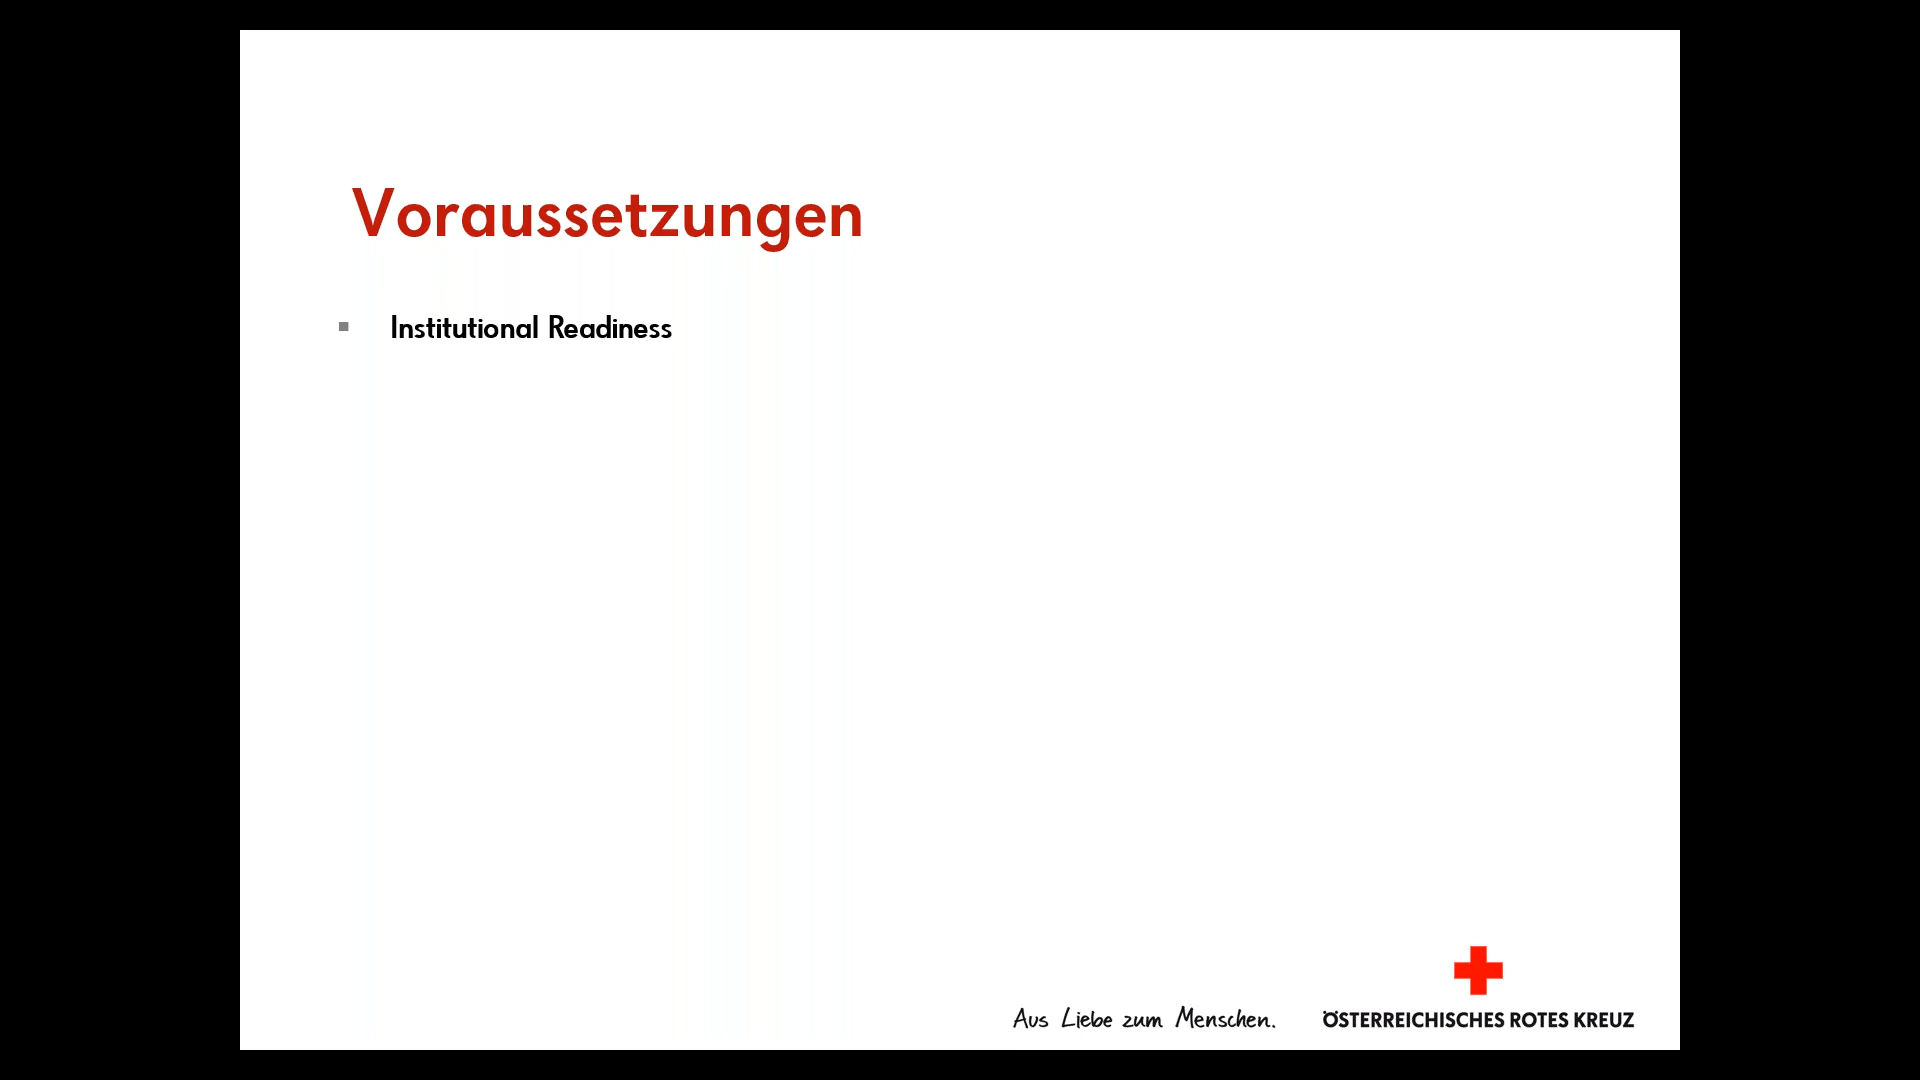 Voraussetzungen
Institutional Readiness
Aus Liebe zum Menschen.
ÖSTERREICHISCHES ROTES KREUZ